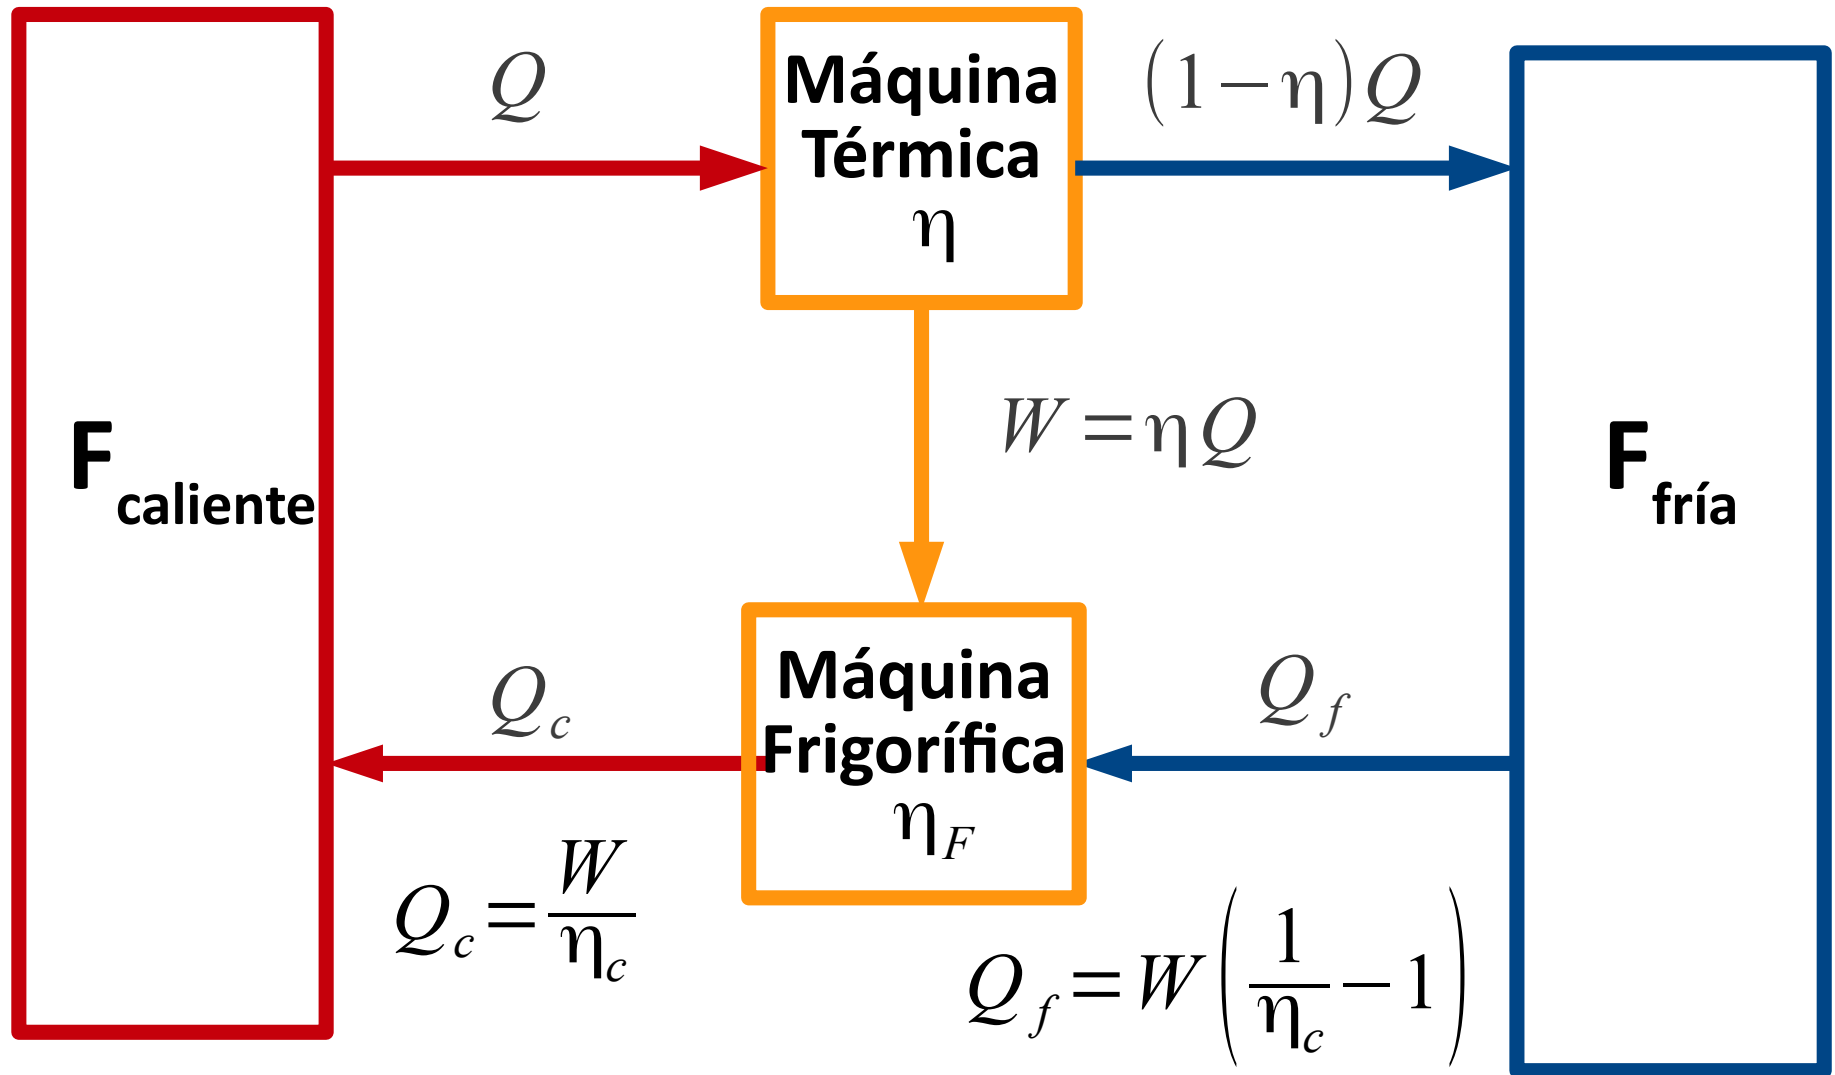 Q
Máquina
Térmica
η
(1−η)Q
F caliente
W=ηQ
F fría
Q_c
Máquina
Frigorífica
η_F
Q_f
Q_c = W/η_c
Q_f = W(1/η_c − 1)